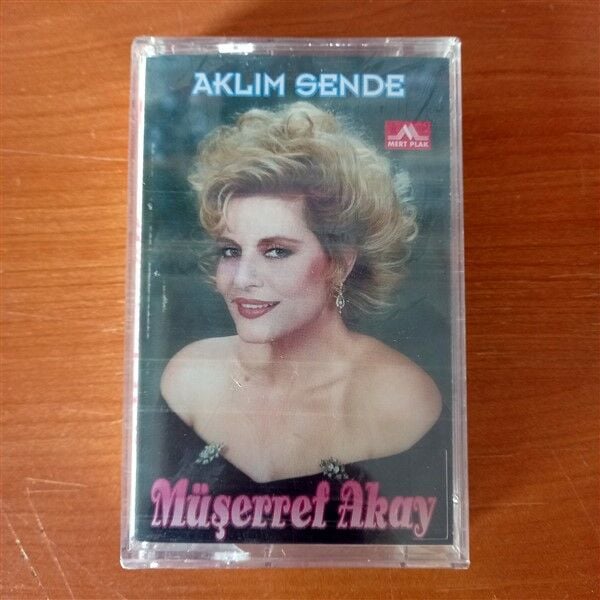 AKLIM SENDE
MERT PLAK
Müşerref Akay